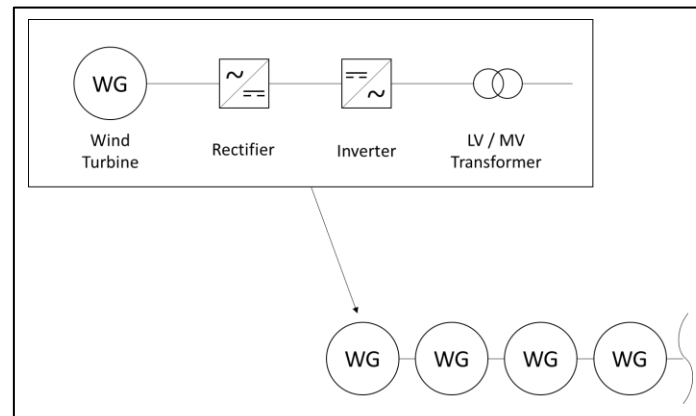 WG
Wind
Turbine
Rectifier
Inverter
LV / MV
Transformer
WG
WG
WG
WG